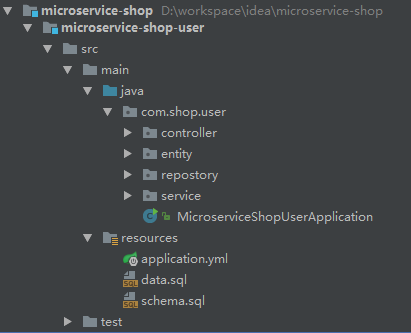 microservice-shop D:\workspace\idea\microservice-shop
microservice-shop-user
src
main
java
com.shop.user
controller
entity
repostory
service
MicroserviceShopUserApplication
resources
application.yml
data.sql
schema.sql
test